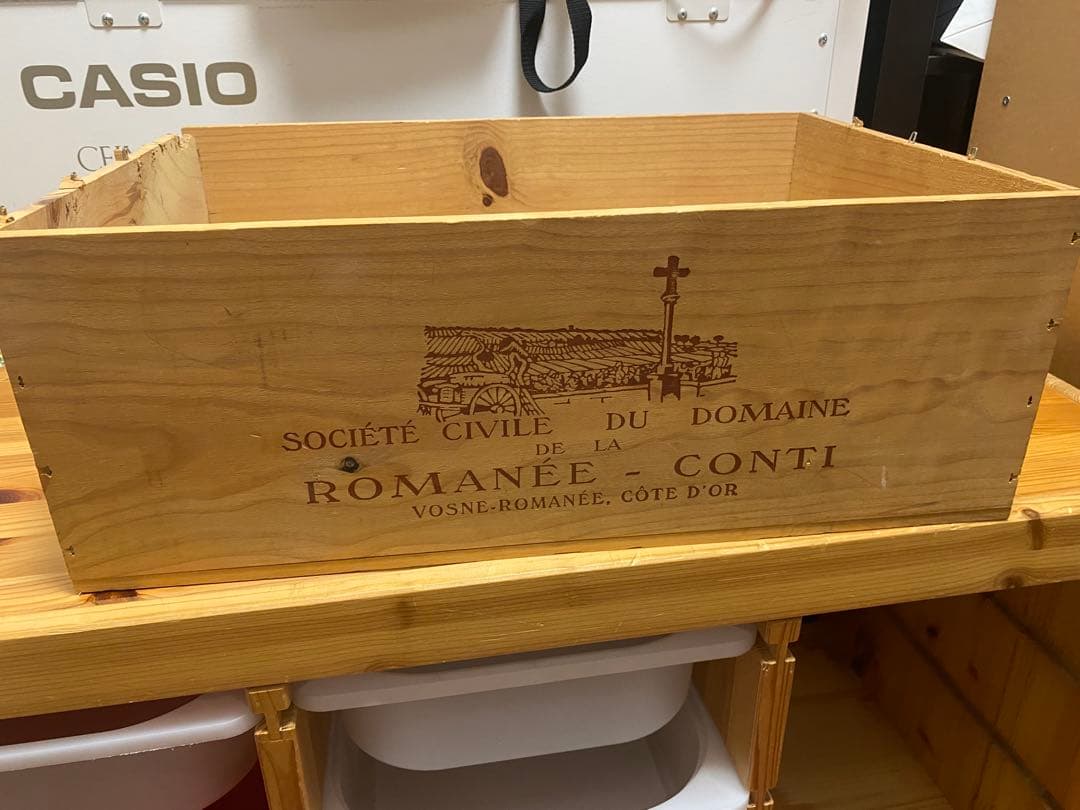 CASIO
SOCIÉTÉ CIVILE DU DOMAINE
DE LA
ROMANÉE - CONTI
VOSNE-ROMANÉE, CÔTE D'OR